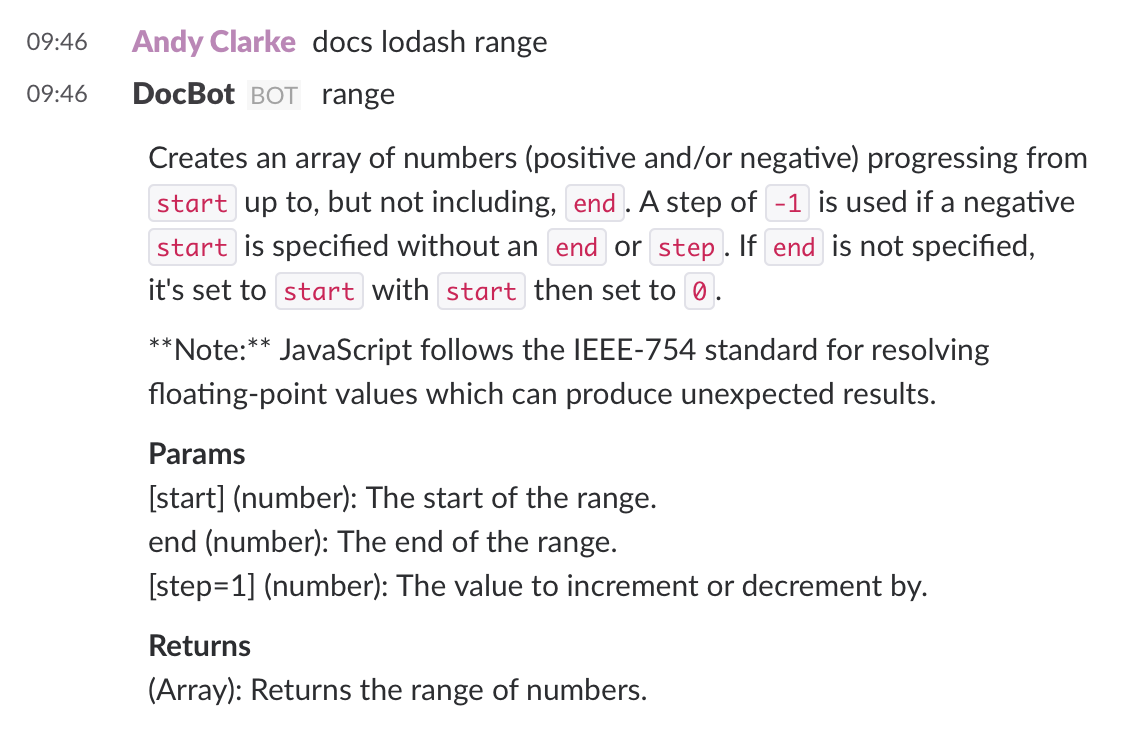 09:46 Andy Clarke docs lodash range
09:46 DocBot BOT range
Creates an array of numbers (positive and/or negative) progressing from
start up to, but not including, end. A step of -1 is used if a negative
start is specified without an end or step. If end is not specified,
it's set to start with start then set to 0.
**Note:** JavaScript follows the IEEE-754 standard for resolving
floating-point values which can produce unexpected results.
Params
[start] (number): The start of the range.
end (number): The end of the range.
[step=1] (number): The value to increment or decrement by.
Returns
(Array): Returns the range of numbers.